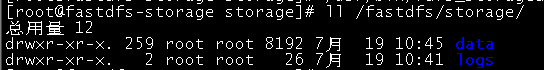 [root@fastdfs-storage storage]# ll /fastdfs/storage/
总用量 12
drwxr-xr-x. 259 root root 8192 7月 19 10:45 data
drwxr-xr-x. 2 root root 26 7月 19 10:41 logs